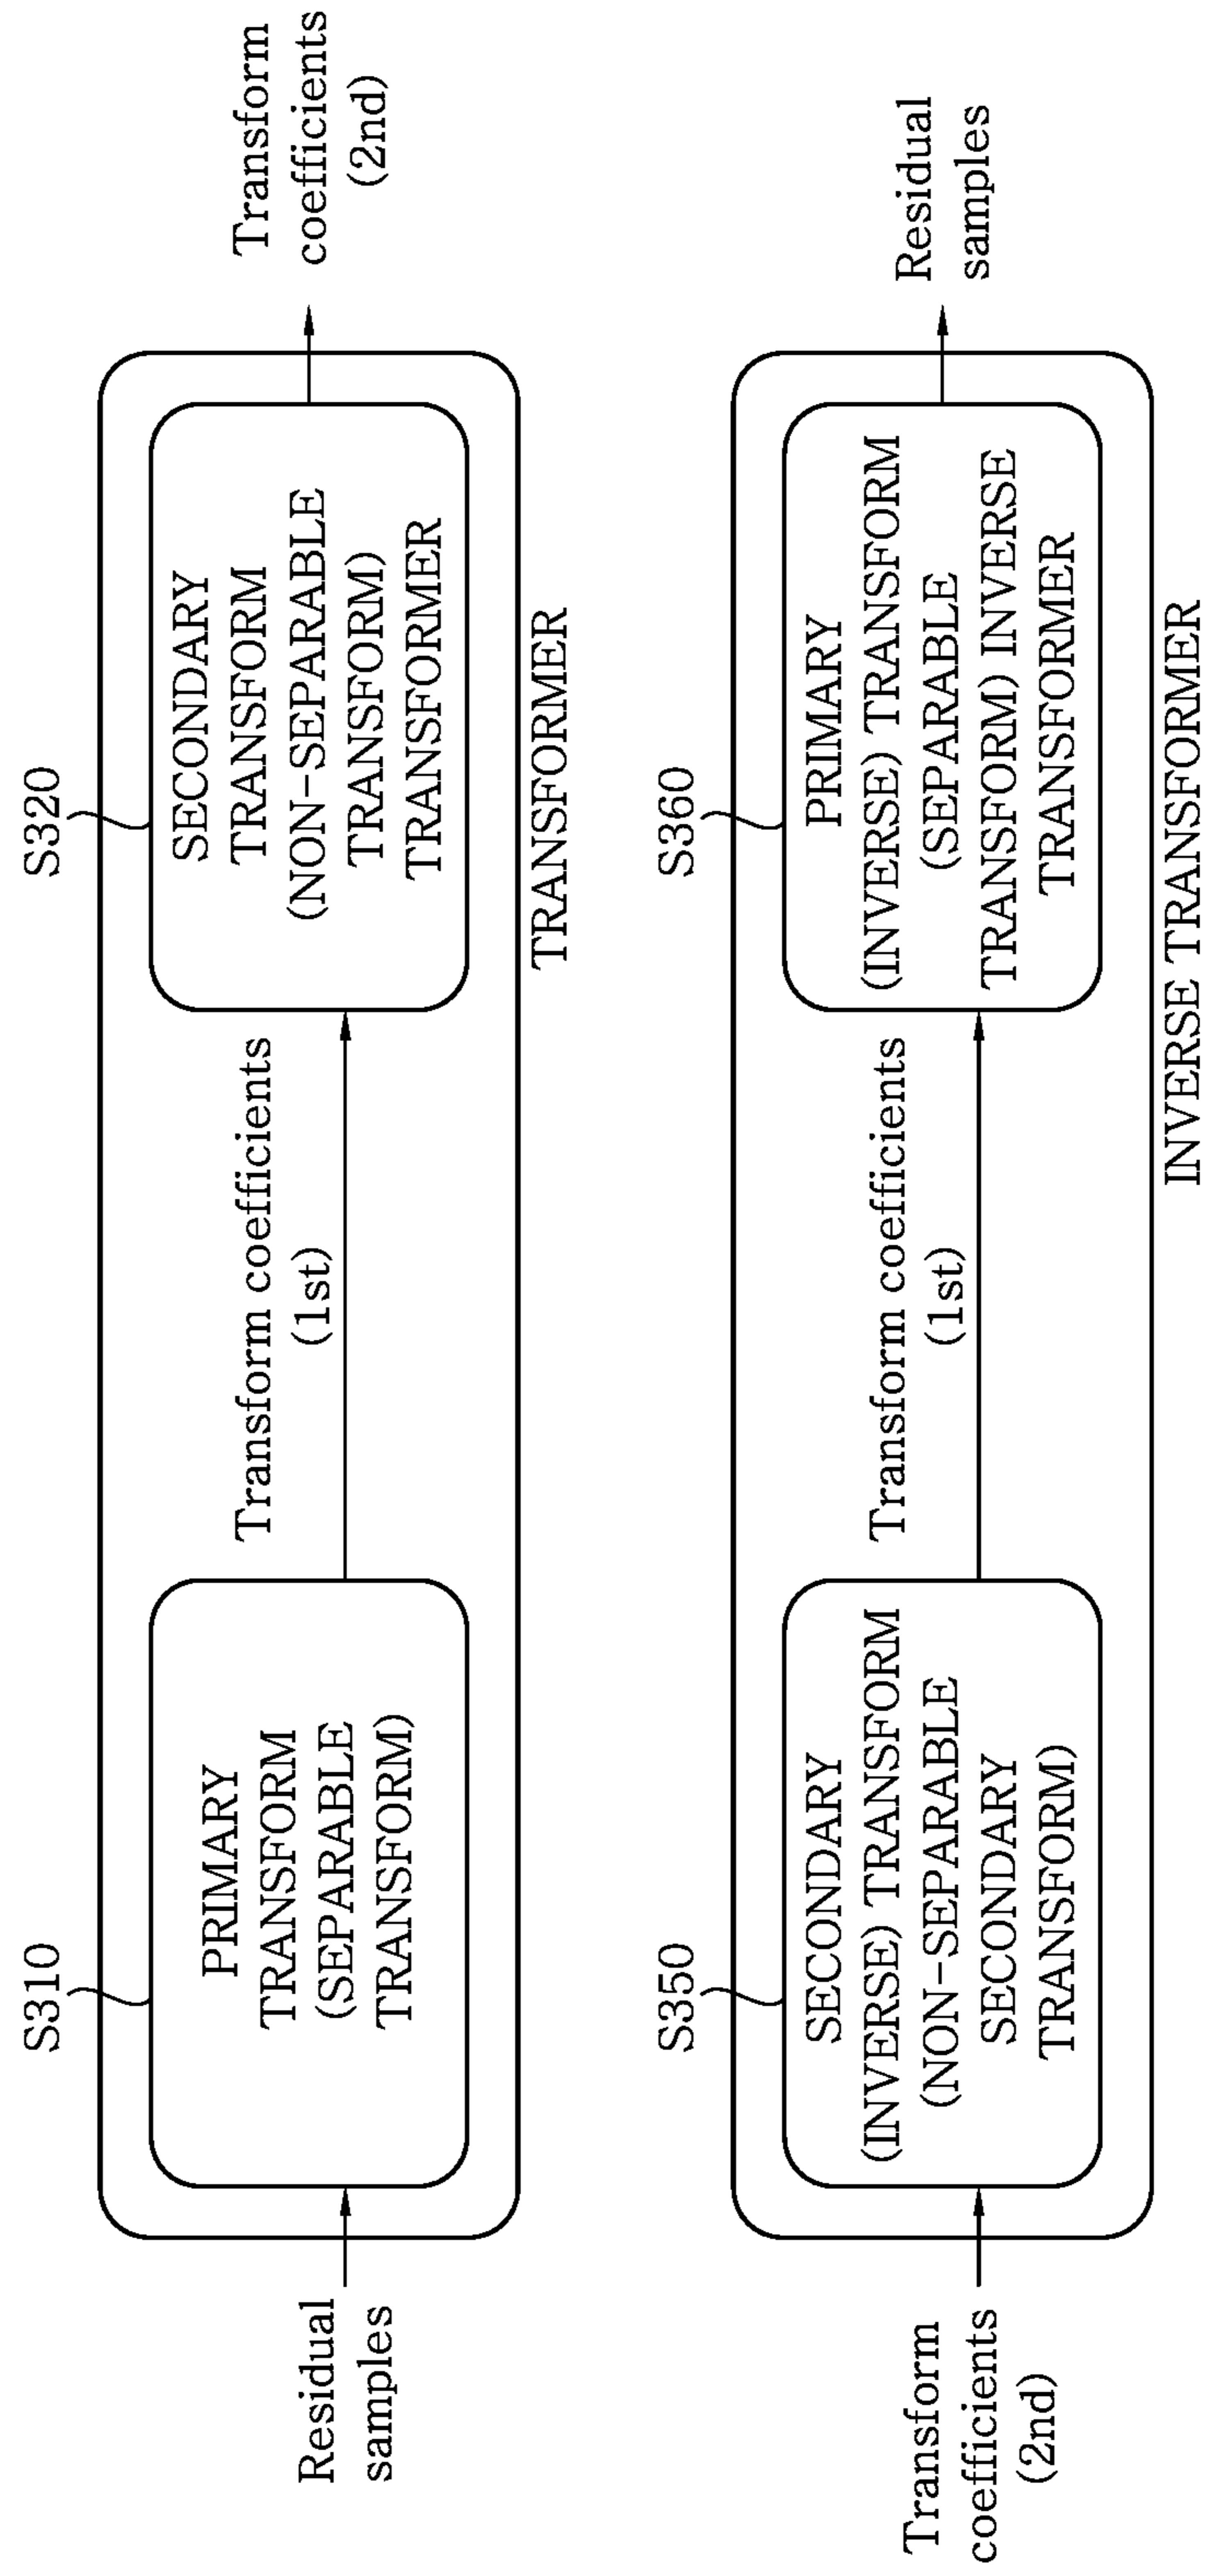 Residual
samples
S310
PRIMARY
TRANSFORM
(SEPARABLE
TRANSFORM)
Transform coefficients
(1st)
S320
SECONDARY
TRANSFORM
(NON-SEPARABLE
TRANSFORM)
TRANSFORMER
Transform
coefficients
(2nd)
TRANSFORMER
Transform
coefficients
(2nd)
S350
SECONDARY
(INVERSE) TRANSFORM
(NON-SEPARABLE
SECONDARY
TRANSFORM)
Transform coefficients
(1st)
S360
PRIMARY
(INVERSE) TRANSFORM
(SEPARABLE
TRANSFORM) INVERSE
TRANSFORMER
Residual
samples
INVERSE TRANSFORMER